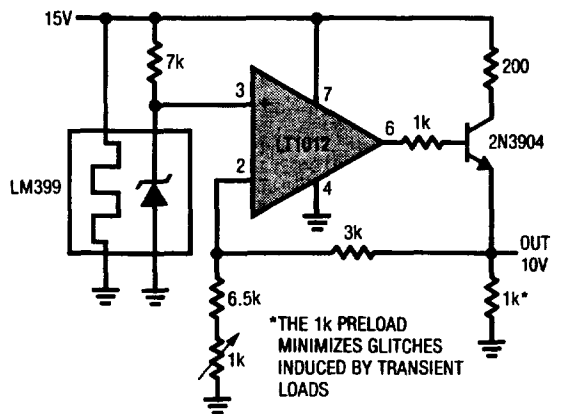 15V
7k
200
3
+
7
LT1012
6
1k
2N3904
2
4
LM399
3k
OUT
10V
6.5k
1k*
1k
*THE 1k PRELOAD
MINIMIZES GLITCHES
INDUCED BY TRANSIENT
LOADS